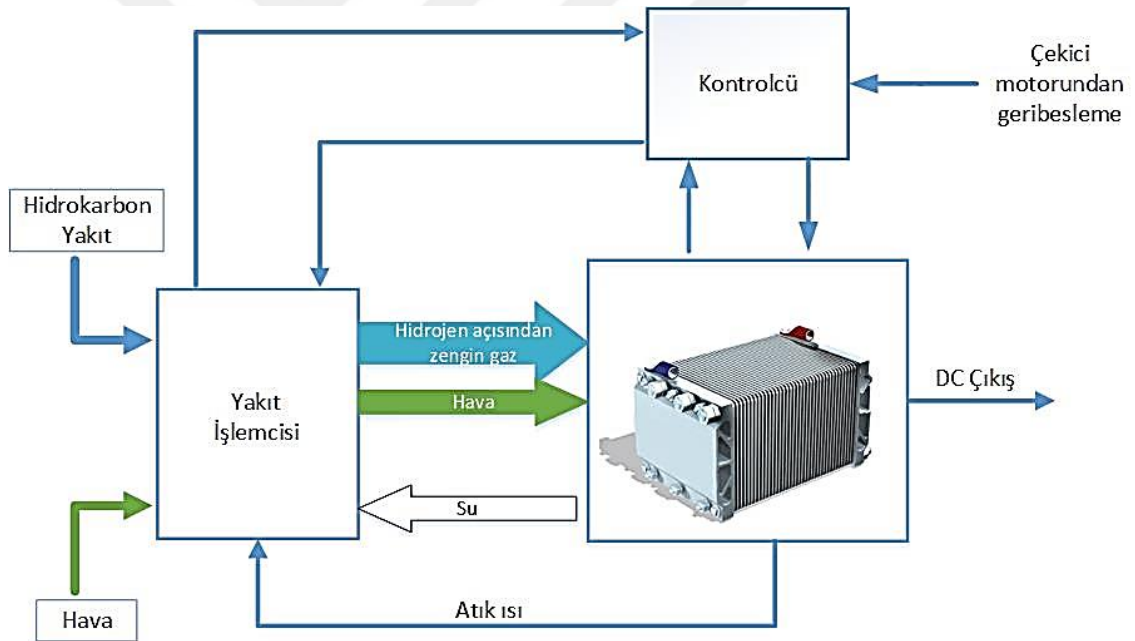 Kontrolcü
Çekici
motorundan
geribesleme
Hidrokarbon
Yakıt
Hidrojen açısından
zengin gaz
Hava
Yakıt
İşlemcisi
DC Çıkış
Su
Hava
Atık ısı